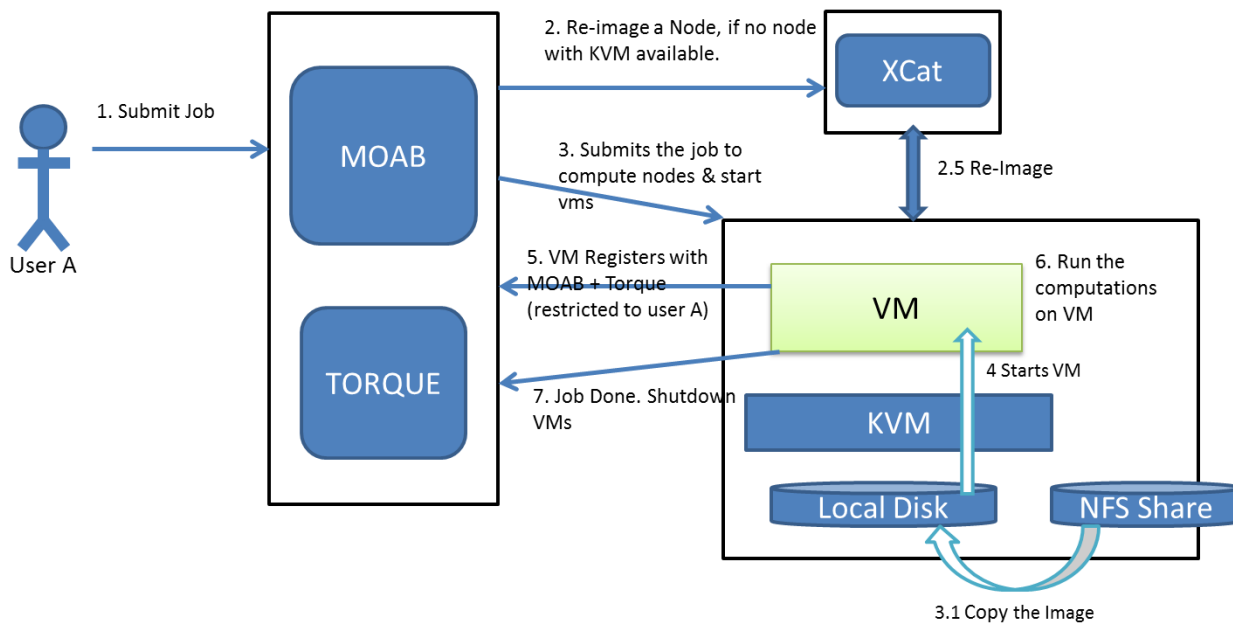 2. Re-image a Node, if no node
with KVM available.
XCat
1. Submit Job
MOAB
3. Submits the job to
compute nodes & start
vms
2.5 Re-Image
User A
5. VM Registers with
MOAB + Torque
(restricted to user A)
VM
6. Run the
computations
on VM
TORQUE
4 Starts VM
7. Job Done. Shutdown
VMs
KVM
Local Disk
NFS Share
3.1 Copy the Image